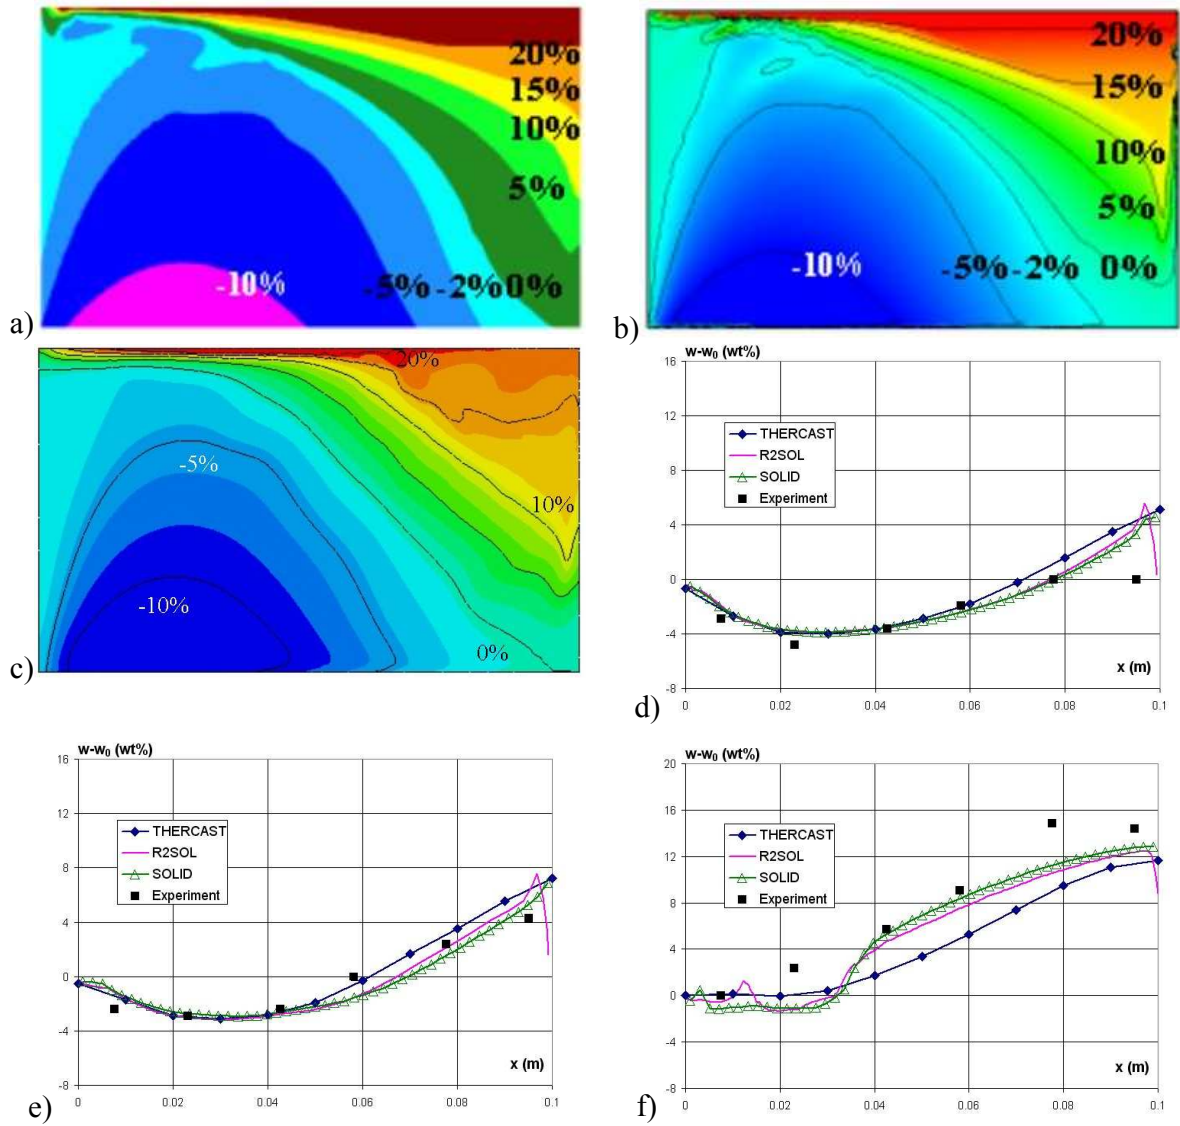 20%
15%
10%
5%
-10%
-5% -2% 0%
a)
20%
15%
10%
5%
-10%
-5% -2% 0%
b)
20%
-5%
10%
-10%
0%
c)
w-w₀ (wt%)
16
12
8
4
0
-4
-8
THERCAST
R2SOL
SOLID
Experiment
x (m)
0 0.02 0.04 0.06 0.08 0.1
d)
w-w₀ (wt%)
16
12
8
4
0
-4
-8
THERCAST
R2SOL
SOLID
Experiment
x (m)
0 0.02 0.04 0.06 0.08 0.1
e)
w-w₀ (wt%)
20
16
12
8
4
0
-4
-8
THERCAST
R2SOL
SOLID
Experiment
x (m)
0 0.02 0.04 0.06 0.08 0.1
f)